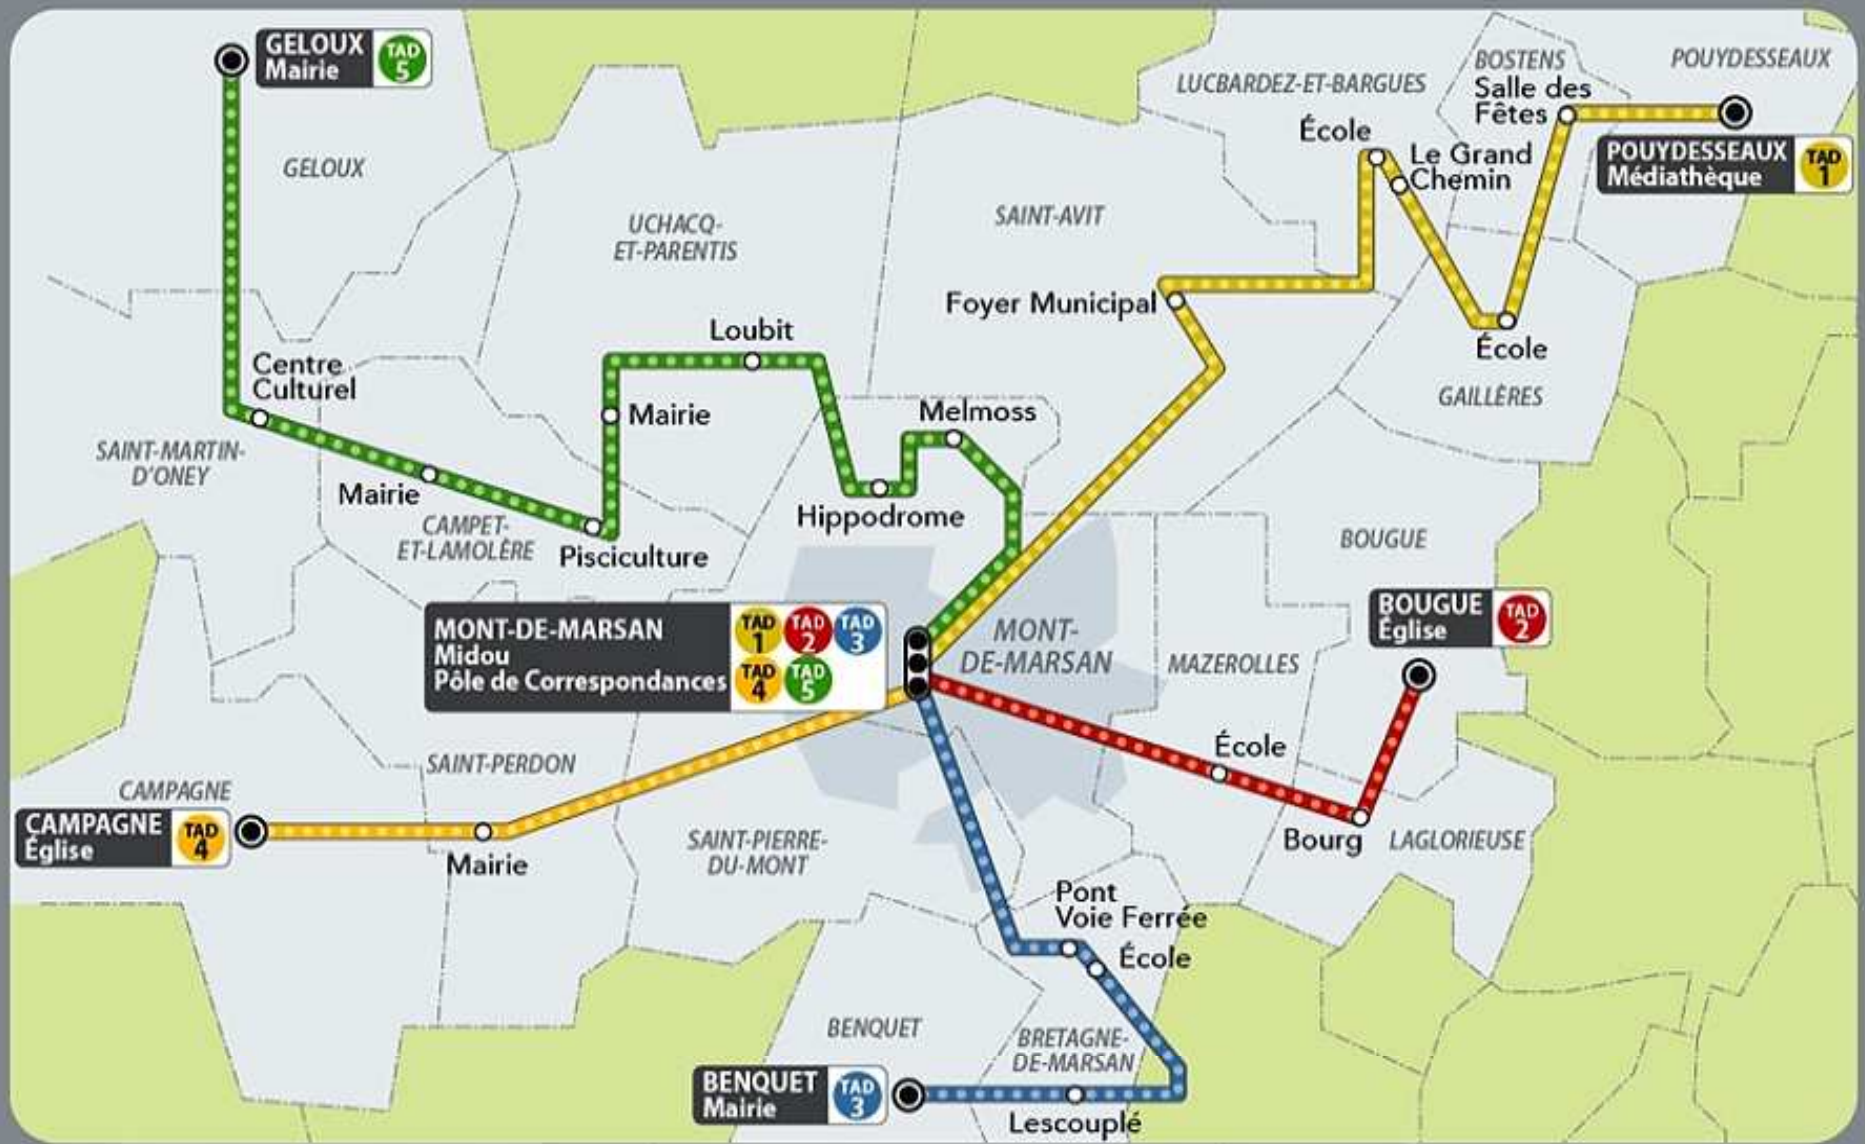 GELOUX
Mairie
TAD
5
GELOUX
LUCBARDEZ-ET-BARGUES
BOSTENS
POUYDESSEAUX
Salle des
Fêtes
École
Le Grand
Chemin
POUYDESSEAUX
Médiathèque
TAD
1
UCHACQ-
ET-PARENTIS
SAINT-AVIT
Foyer Municipal
École
GAILLÈRES
Loubit
Centre
Culturel
Mairie
Melmoss
SAINT-MARTIN-
D'ONEY
Mairie
CAMPET-
ET-LAMOLÈRE
Pisciculture
Hippodrome
BOUGUE
BOUGUE
Église
TAD
2
MONT-DE-MARSAN
Midou
Pôle de Correspondances
TAD
1
TAD
2
TAD
3
TAD
4
TAD
5
MONT-
DE-MARSAN
MAZEROLLES
École
Bourg
LAGLORIEUSE
SAINT-PERDON
CAMPAGNE
CAMPAGNE
Église
TAD
4
Mairie
SAINT-PIERRE-
DU-MONT
Pont
Voie Ferrée
École
BENQUET
BRETAGNE-
DE-MARSAN
BENQUET
Mairie
TAD
3
Lescouplé